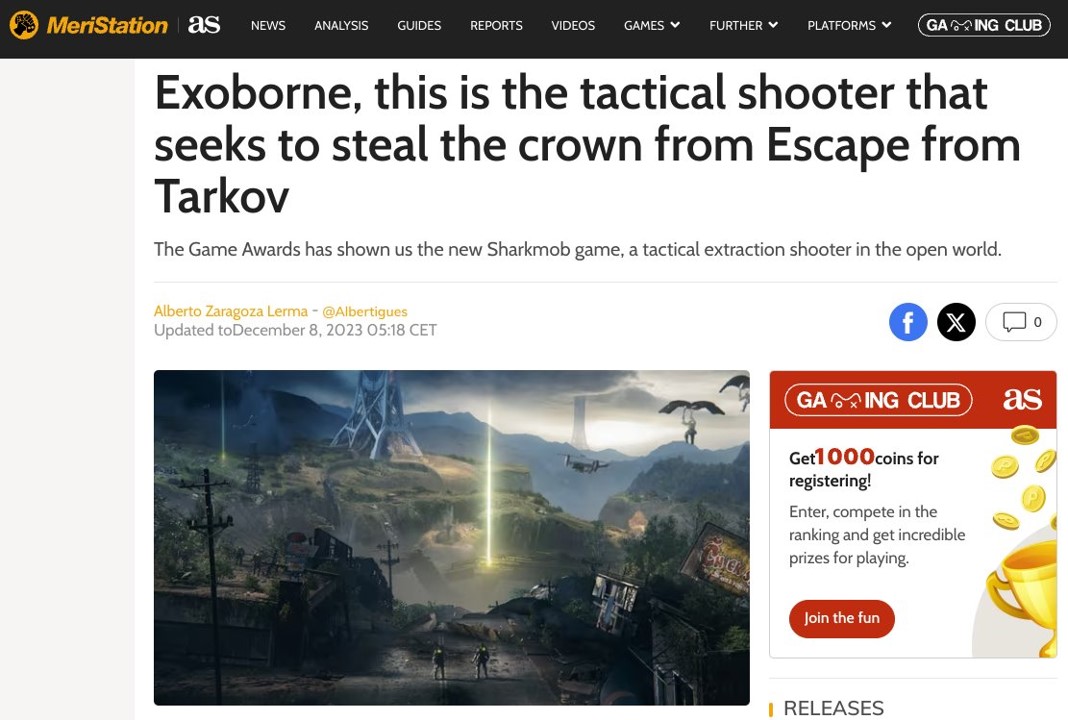 MeriStation as NEWS ANALYSIS GUIDES REPORTS VIDEOS GAMES FURTHER PLATFORMS GAMING CLUB
Exoborne, this is the tactical shooter that
seeks to steal the crown from Escape from
Tarkov
The Game Awards has shown us the new Sharkmob game, a tactical extraction shooter in the open world.
Alberto Zaragoza Lerma - @Albertigues
Updated toDecember 8, 2023 05:18 CET
0
GAMING CLUB as
Get1000coins for
registering!
Enter, compete in the
ranking and get incredible
prizes for playing.
Join the fun
RELEASES